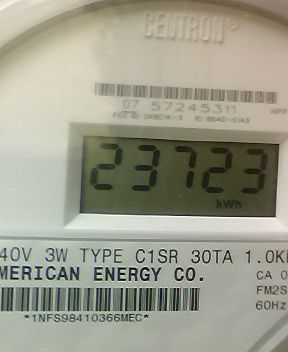 CENTRON®
07 57245311
23723
kWh
40V 3W TYPE C1SR 30TA 1.0K
MERICAN ENERGY CO.
CA 0
FM2S
60Hz
*1NFS98410366MEC*